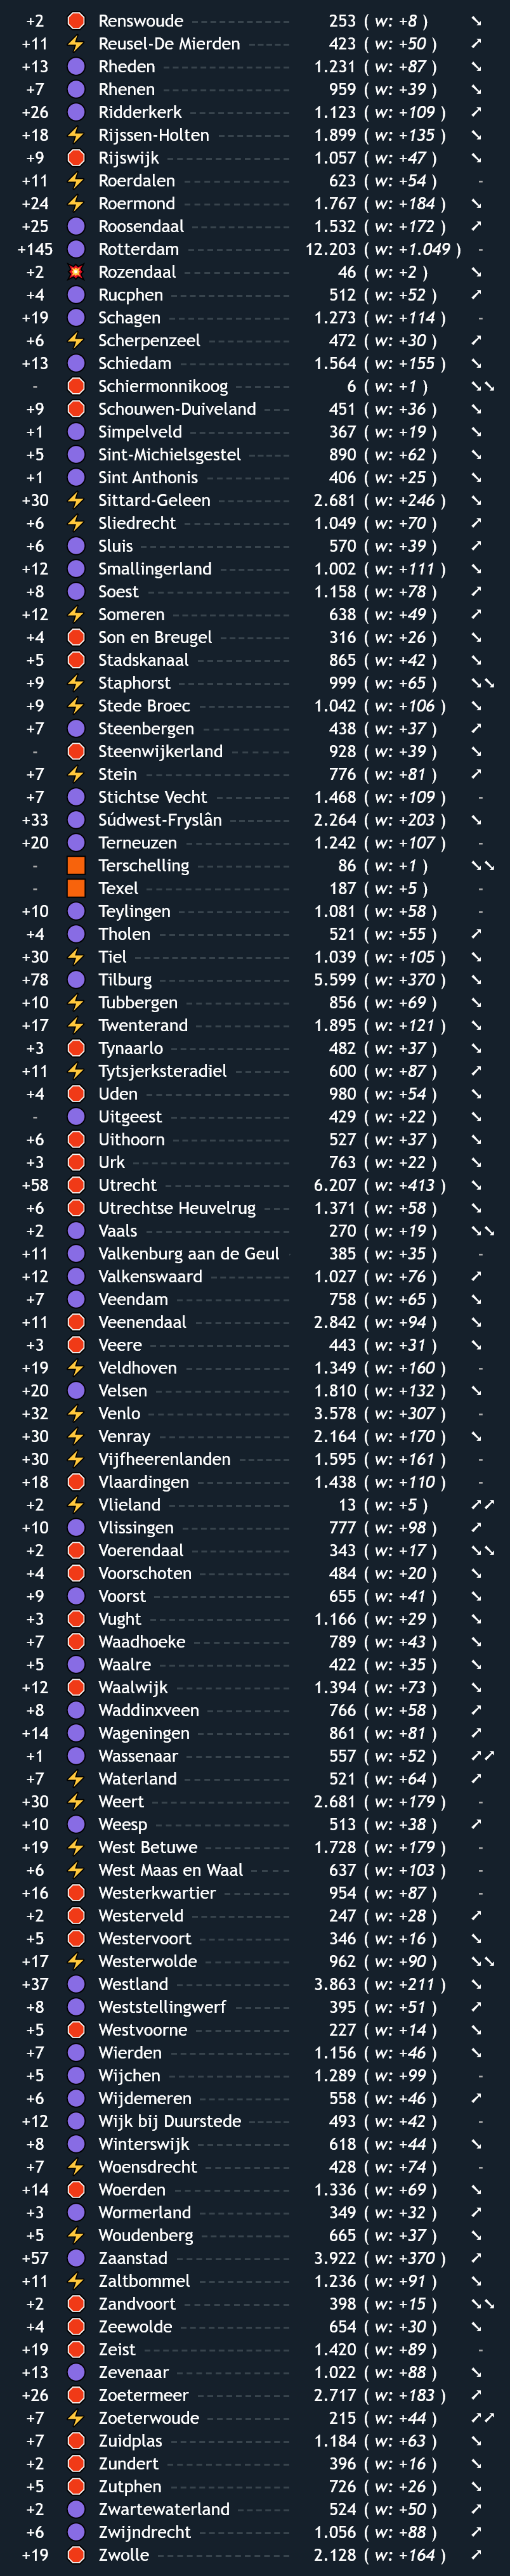 +2 Renswoude 253 ( w: +8 ) ↘
+11 Reusel-De Mierden 423 ( w: +50 ) ↗
+13 Rheden 1.231 ( w: +87 ) ↘
+7 Rhenen 959 ( w: +39 ) ↘
+26 Ridderkerk 1.123 ( w: +109 ) ↗
+18 Rijssen-Holten 1.899 ( w: +135 ) ↘
+9 Rijswijk 1.057 ( w: +47 ) ↘
+11 Roerdalen 623 ( w: +54 ) -
+24 Roermond 1.767 ( w: +184 ) ↘
+25 Roosendaal 1.532 ( w: +172 ) ↗
+145 Rotterdam 12.203 ( w: +1.049 ) -
+2 Rozendaal 46 ( w: +2 ) ↘
+4 Rucphen 512 ( w: +52 ) ↗
+19 Schagen 1.273 ( w: +114 ) -
+6 Scherpenzeel 472 ( w: +30 ) ↗
+13 Schiedam 1.564 ( w: +155 ) ↘
- Schiermonnikoog 6 ( w: +1 ) ↘↘
+9 Schouwen-Duiveland 451 ( w: +36 ) ↘
+1 Simpelveld 367 ( w: +19 ) ↘
+5 Sint-Michielsgestel 890 ( w: +62 ) ↘
+1 Sint Anthonis 406 ( w: +25 ) ↘
+30 Sittard-Geleen 2.681 ( w: +246 ) ↘
+6 Sliedrecht 1.049 ( w: +70 ) ↗
+6 Sluis 570 ( w: +39 ) ↗
+12 Smallingerland 1.002 ( w: +111 ) ↘
+8 Soest 1.158 ( w: +78 ) ↗
+12 Someren 638 ( w: +49 ) ↗
+4 Son en Breugel 316 ( w: +26 ) ↘
+5 Stadskanaal 865 ( w: +42 ) ↘
+9 Staphorst 999 ( w: +65 ) ↘↘
+9 Stede Broec 1.042 ( w: +106 ) ↘
+7 Steenbergen 438 ( w: +37 ) ↗
- Steenwijkerland 928 ( w: +39 ) ↘
+7 Stein 776 ( w: +81 ) ↗
+7 Stichtse Vecht 1.468 ( w: +109 ) -
+33 Súdwest-Fryslân 2.264 ( w: +203 ) ↘
+20 Terneuzen 1.242 ( w: +107 ) -
- Terschelling 86 ( w: +1 ) ↘↘
- Texel 187 ( w: +5 ) -
+10 Teylingen 1.081 ( w: +58 ) -
+4 Tholen 521 ( w: +55 ) ↗
+30 Tiel 1.039 ( w: +105 ) ↘
+78 Tilburg 5.599 ( w: +370 ) ↘
+10 Tubbergen 856 ( w: +69 ) ↘
+17 Twenterand 1.895 ( w: +121 ) ↘
+3 Tynaarlo 482 ( w: +37 ) ↘
+11 Tytsjerksteradiel 600 ( w: +87 ) ↗
+4 Uden 980 ( w: +54 ) ↘
- Uitgeest 429 ( w: +22 ) ↘
+6 Uithoorn 527 ( w: +37 ) ↘
+3 Urk 763 ( w: +22 ) ↘
+58 Utrecht 6.207 ( w: +413 ) ↘
+6 Utrechtse Heuvelrug 1.371 ( w: +58 ) ↘
+2 Vaals 270 ( w: +19 ) ↘↘
+11 Valkenburg aan de Geul 385 ( w: +35 ) -
+12 Valkenswaard 1.027 ( w: +76 ) ↗
+7 Veendam 758 ( w: +65 ) ↘
+11 Veenendaal 2.842 ( w: +94 ) ↘
+3 Veere 443 ( w: +31 ) ↘
+19 Veldhoven 1.349 ( w: +160 ) -
+20 Velsen 1.810 ( w: +132 ) ↘
+32 Venlo 3.578 ( w: +307 ) -
+30 Venray 2.164 ( w: +170 ) ↘
+30 Vijfheerenlanden 1.595 ( w: +161 ) -
+18 Vlaardingen 1.438 ( w: +110 ) -
+2 Vlieland 13 ( w: +5 ) ↗↗
+10 Vlissingen 777 ( w: +98 ) ↗
+2 Voerendaal 343 ( w: +17 ) ↘↘
+4 Voorschoten 484 ( w: +20 ) ↘
+9 Voorst 655 ( w: +41 ) ↘
+3 Vught 1.166 ( w: +29 ) ↘
+7 Waadhoeke 789 ( w: +43 ) ↘
+5 Waalre 422 ( w: +35 ) ↘
+12 Waalwijk 1.394 ( w: +73 ) ↘
+8 Waddinxveen 766 ( w: +58 ) ↗
+14 Wageningen 861 ( w: +81 ) ↗
+1 Wassenaar 557 ( w: +52 ) ↗↗
+7 Waterland 521 ( w: +64 ) ↗
+30 Weert 2.681 ( w: +179 ) -
+10 Weesp 513 ( w: +38 ) ↗
+19 West Betuwe 1.728 ( w: +179 ) -
+6 West Maas en Waal 637 ( w: +103 ) -
+16 Westerkwartier 954 ( w: +87 ) -
+2 Westerveld 247 ( w: +28 ) ↗
+5 Westervoort 346 ( w: +16 ) ↘
+17 Westerwolde 962 ( w: +90 ) ↘↘
+37 Westland 3.863 ( w: +211 ) ↘
+8 Weststellingwerf 395 ( w: +51 ) ↗
+5 Westvoorne 227 ( w: +14 ) ↘
+7 Wierden 1.156 ( w: +46 ) ↘
+5 Wijchen 1.289 ( w: +99 ) -
+6 Wijdemeren 558 ( w: +46 ) ↗
+12 Wijk bij Duurstede 493 ( w: +42 ) -
+8 Winterswijk 618 ( w: +44 ) ↘
+7 Woensdrecht 428 ( w: +74 ) -
+14 Woerden 1.336 ( w: +69 ) ↘
+3 Wormerland 349 ( w: +32 ) ↗
+5 Woudenberg 665 ( w: +37 ) ↘
+57 Zaanstad 3.922 ( w: +370 ) ↗
+11 Zaltbommel 1.236 ( w: +91 ) ↘
+2 Zandvoort 398 ( w: +15 ) ↘↘
+4 Zeewolde 654 ( w: +30 ) ↘
+19 Zeist 1.420 ( w: +89 ) -
+13 Zevenaar 1.022 ( w: +88 ) ↘
+26 Zoetermeer 2.717 ( w: +183 ) ↗
+7 Zoeterwoude 215 ( w: +44 ) ↗↗
+7 Zuidplas 1.184 ( w: +63 ) ↘
+2 Zundert 396 ( w: +16 ) ↘
+5 Zutphen 726 ( w: +26 ) ↘
+2 Zwartewaterland 524 ( w: +50 ) ↗
+6 Zwijndrecht 1.056 ( w: +88 ) ↗
+19 Zwolle 2.128 ( w: +164 ) ↗